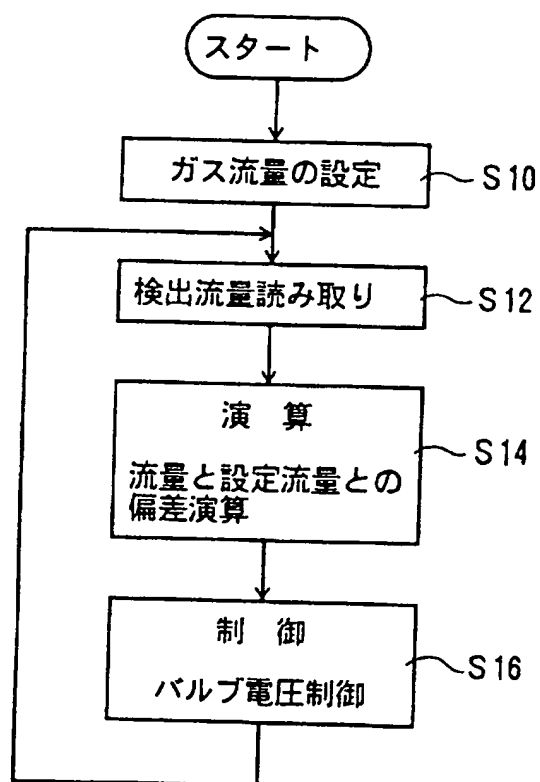 スタート
ガス流量の設定
S10
検出流量読み取り
S12
演 算
流量と設定流量との
偏差演算
S14
制 御
バルブ電圧制御
S16